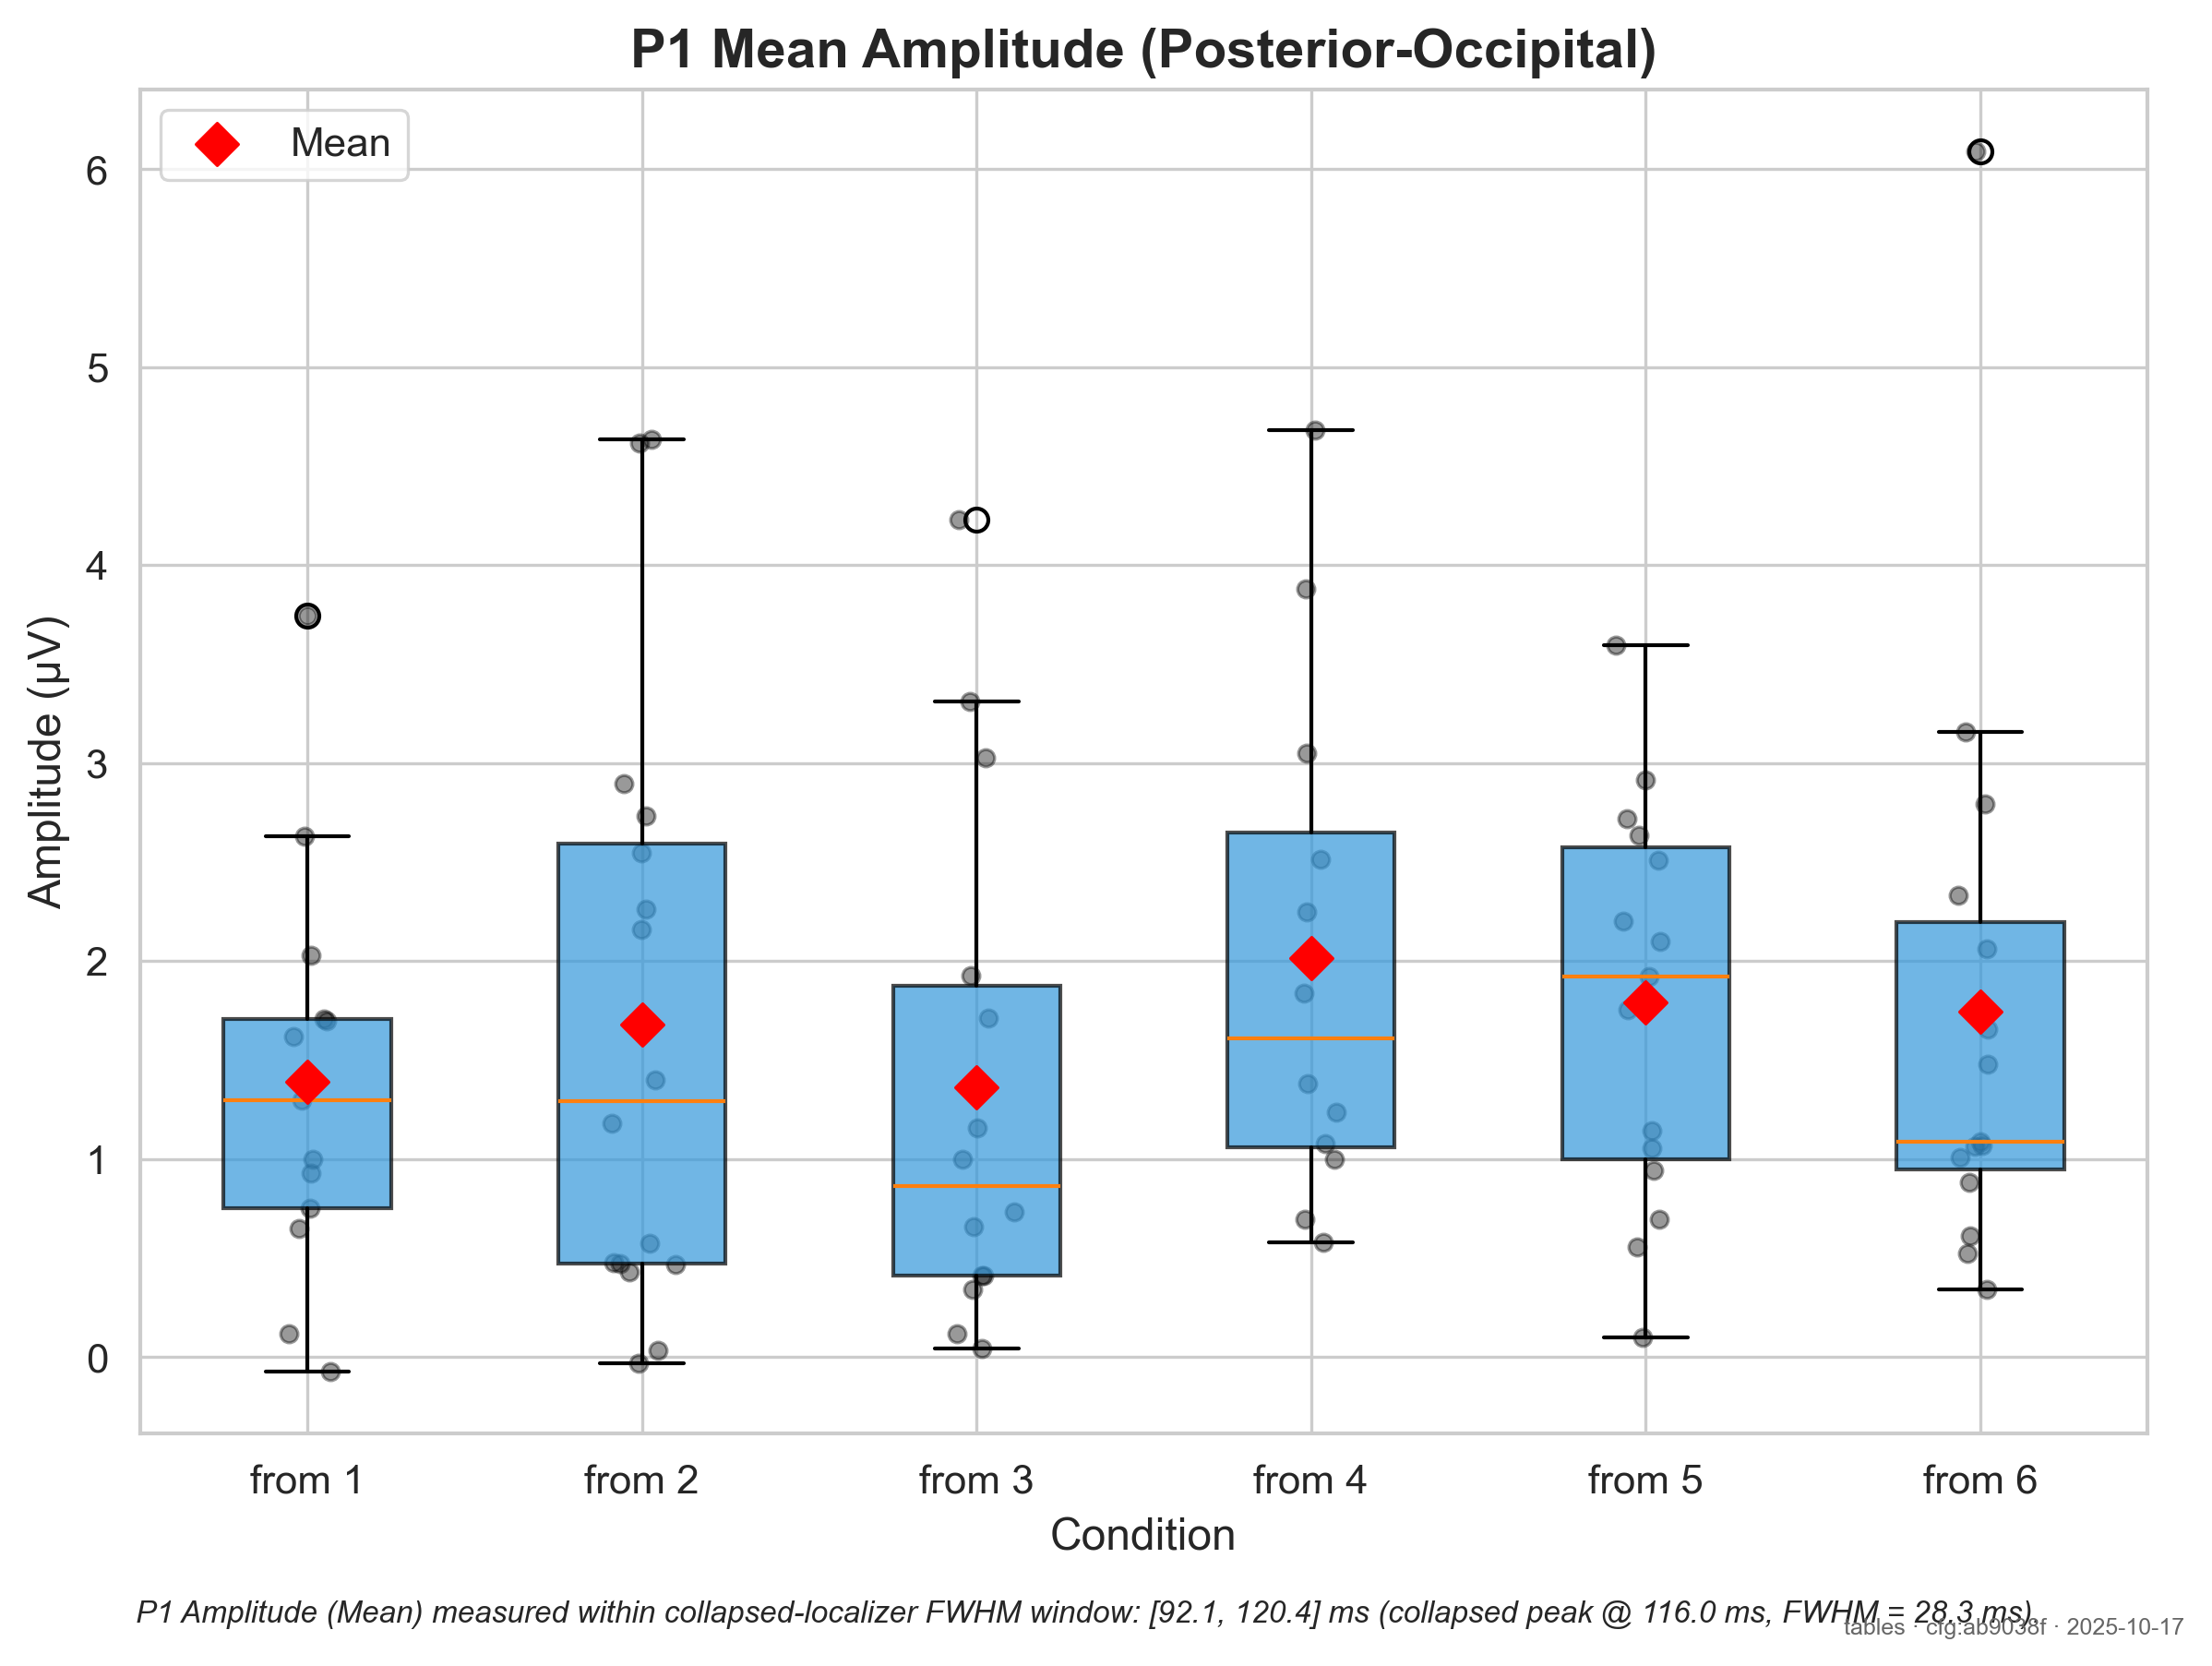 P1 Mean Amplitude (Posterior-Occipital)
Mean
6
5
4
3
2
1
0
Amplitude (µV)
from 1
from 2
from 3
from 4
from 5
from 6
Condition
P1 Amplitude (Mean) measured within collapsed-localizer FWHM window: [92.1, 120.4] ms (collapsed peak @ 116.0 ms, FWHM = 28.3 ms).
tables · cfg:ab9038f · 2025-10-17